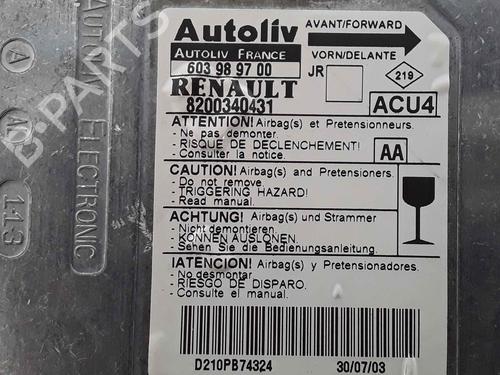 Autoliv
AVANT/FORWARD
AUTOLIV FRANCE
VORN/DELANTE
603 98 97 00
JR
219
RENAULT
8200340431
ACU4
ATTENTION! Airbag(s) et Pretensionneurs.
- Ne pas demonter.
- RISQUE DE DECLENCHEMENT!
- Consulter la notice.
AA
CAUTION! Airbag(s) and Pretensioners.
- Do not remove.
- TRIGGERING HAZARD!
- Read manual.
ACHTUNG! Airbag(s) und Strammer
- Nicht demontieren.
- KÖNNEN AUSLÖSEN
- Sehen Sie die Bedienungsanleitung.
¡ATENCION! Airbag(s) y Pretensionadores.
- No desmontar.
- RIESGO DE DISPARO.
- Consulte el manual.
D210PB74324
30/07/03
AUTOLIV ELECTRONIC
A
A
143
B-PARTS